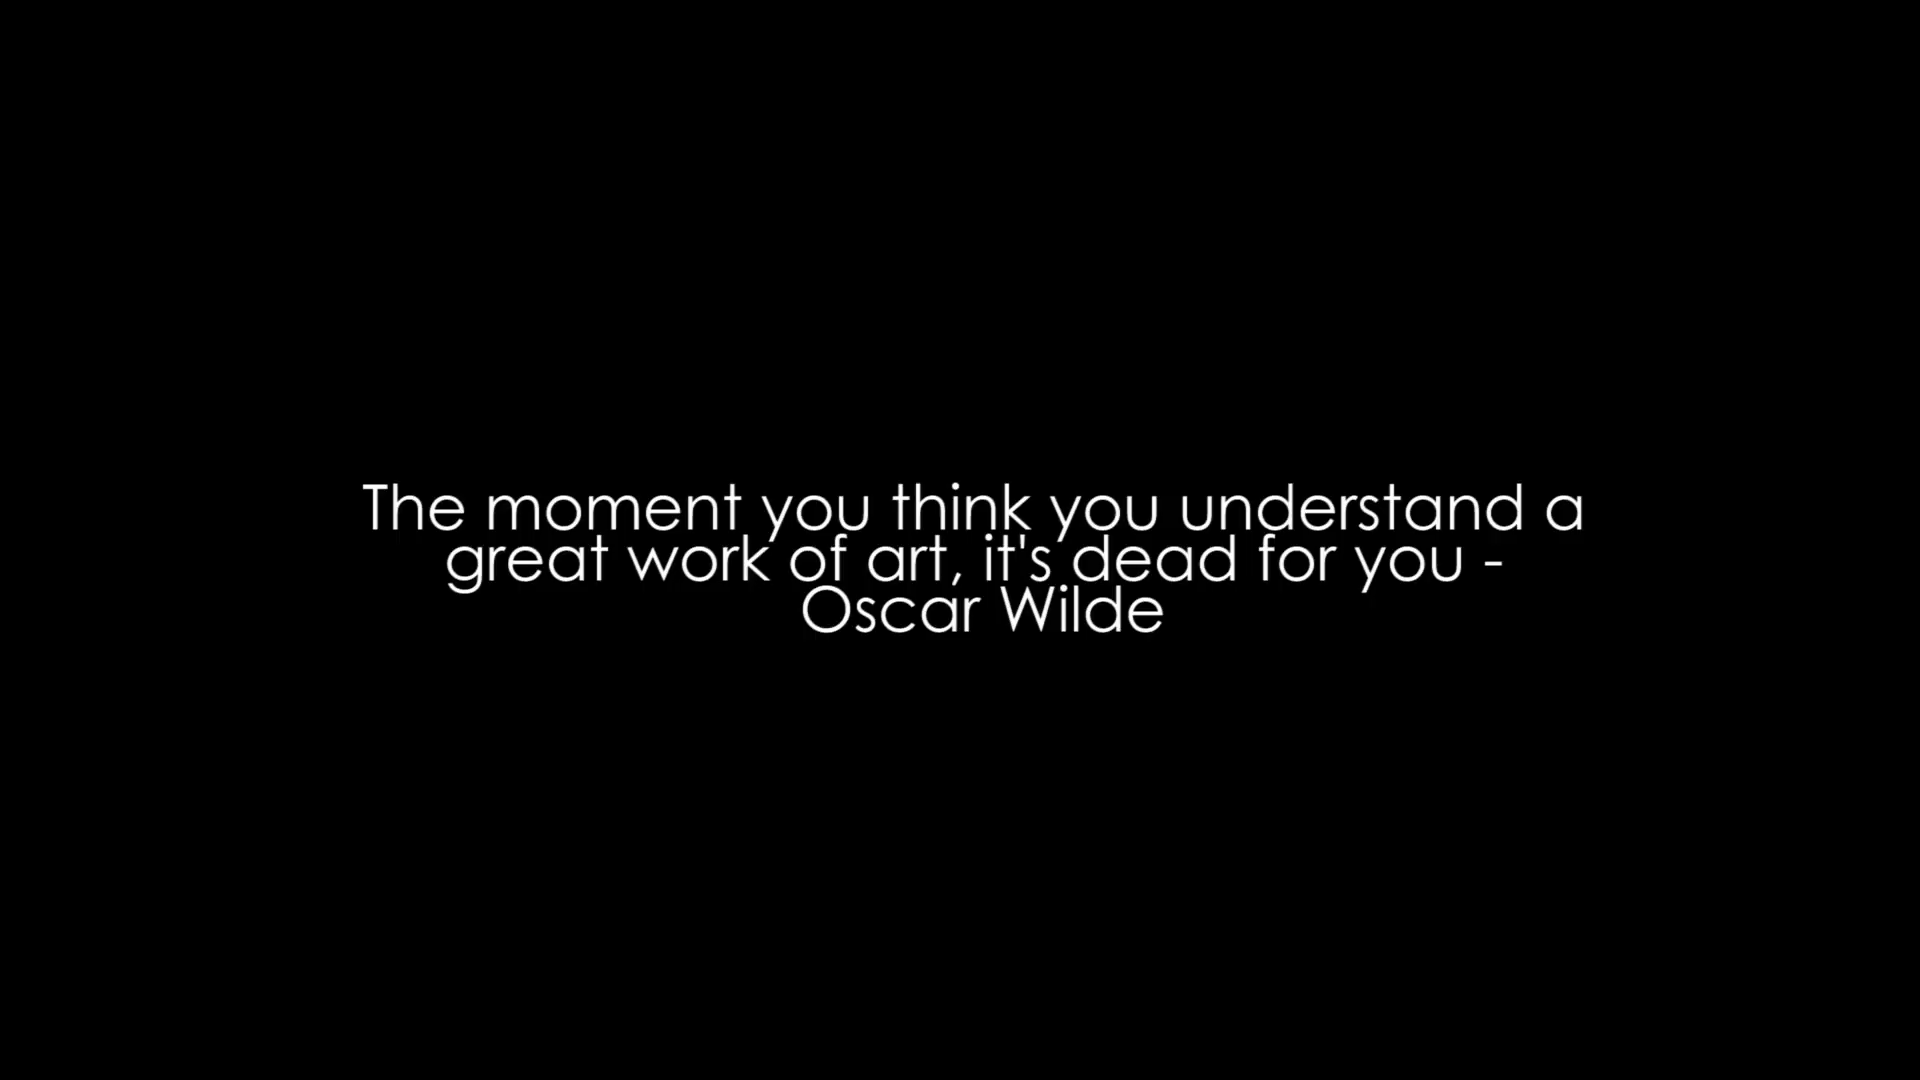 The moment you think you understand a
great work of art, it's dead for you -
Oscar Wilde